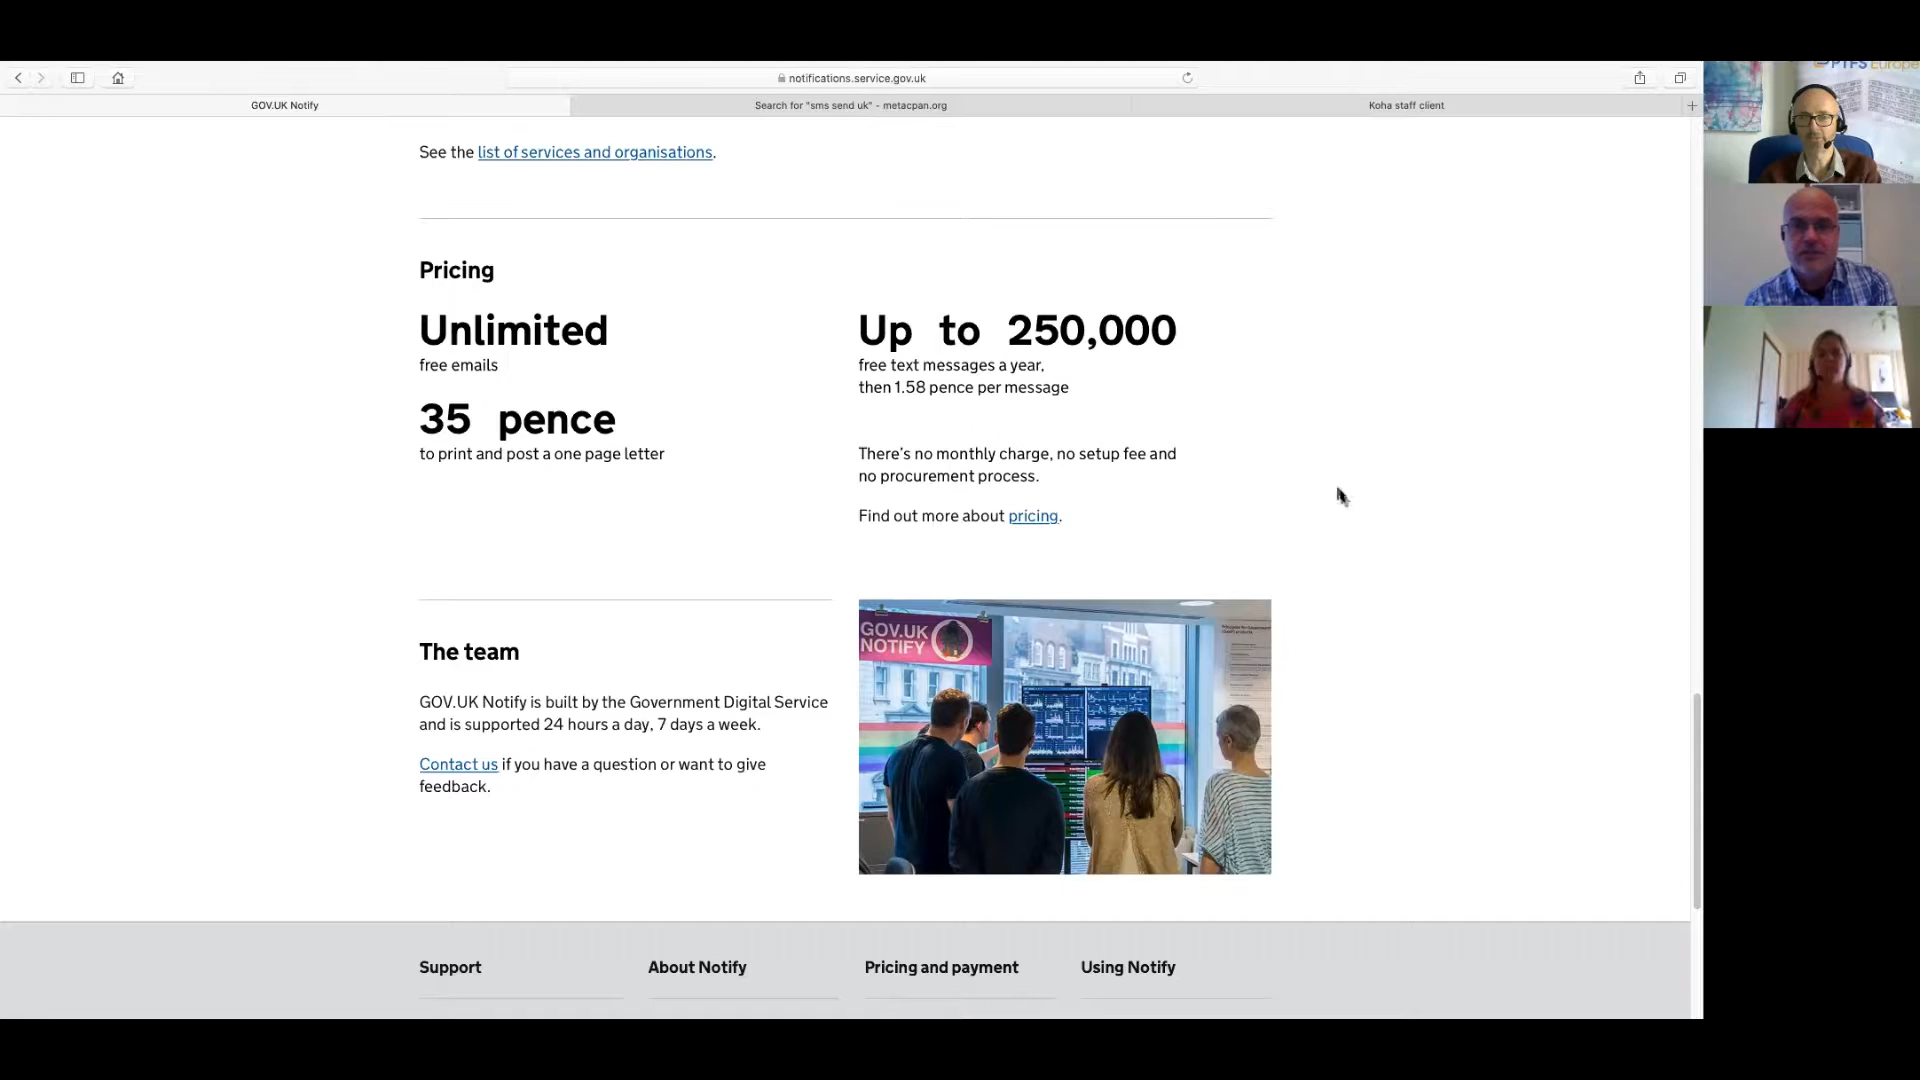 PTFS Europe
notifications.service.gov.uk
GOV.UK Notify
Search for "sms send uk" - metacpan.org
Koha staff client
See the list of services and organisations.
Pricing
Unlimited
free emails
35 pence
to print and post a one page letter
Up to 250,000
free text messages a year,
then 1.58 pence per message
There's no monthly charge, no setup fee and
no procurement process.
Find out more about pricing.
The team
GOV.UK Notify is built by the Government Digital Service
and is supported 24 hours a day, 7 days a week.
Contact us if you have a question or want to give
feedback.
GOV.UK
NOTIFY
Support
About Notify
Pricing and payment
Using Notify